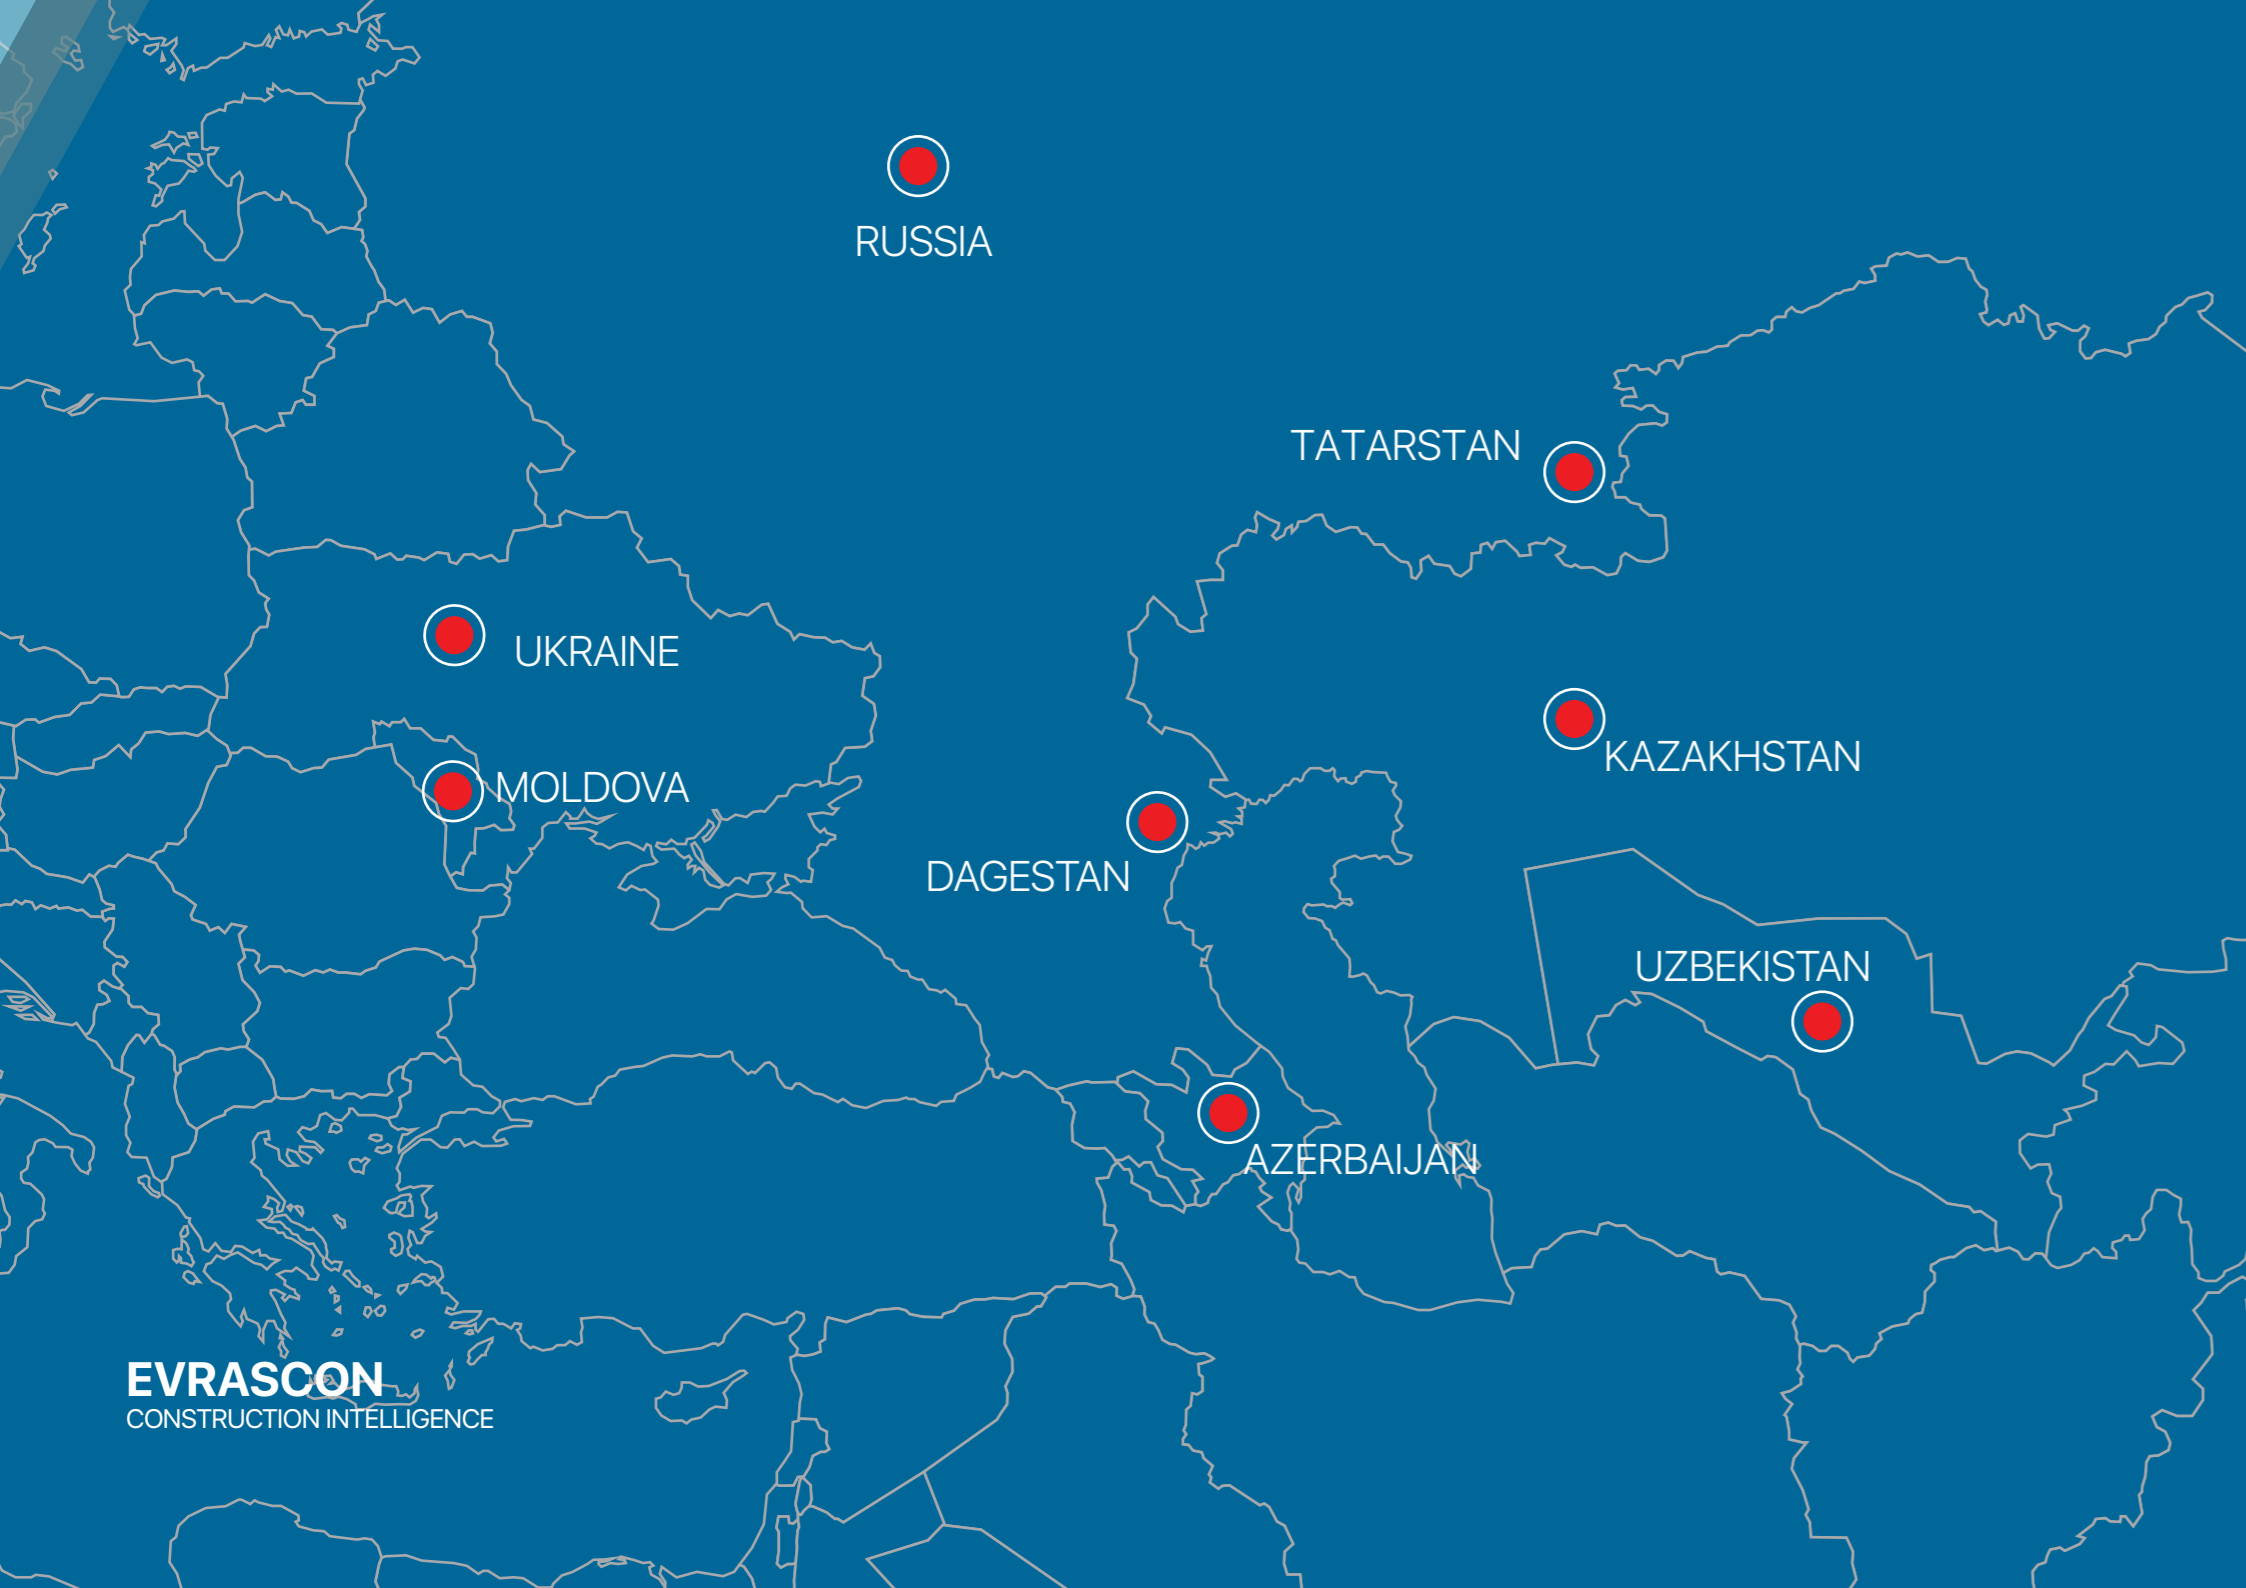 RUSSIA
TATARSTAN
UKRAINE
KAZAKHSTAN
MOLDOVA
DAGESTAN
UZBEKISTAN
AZERBAIJAN
EVRASCON
CONSTRUCTION INTELLIGENCE